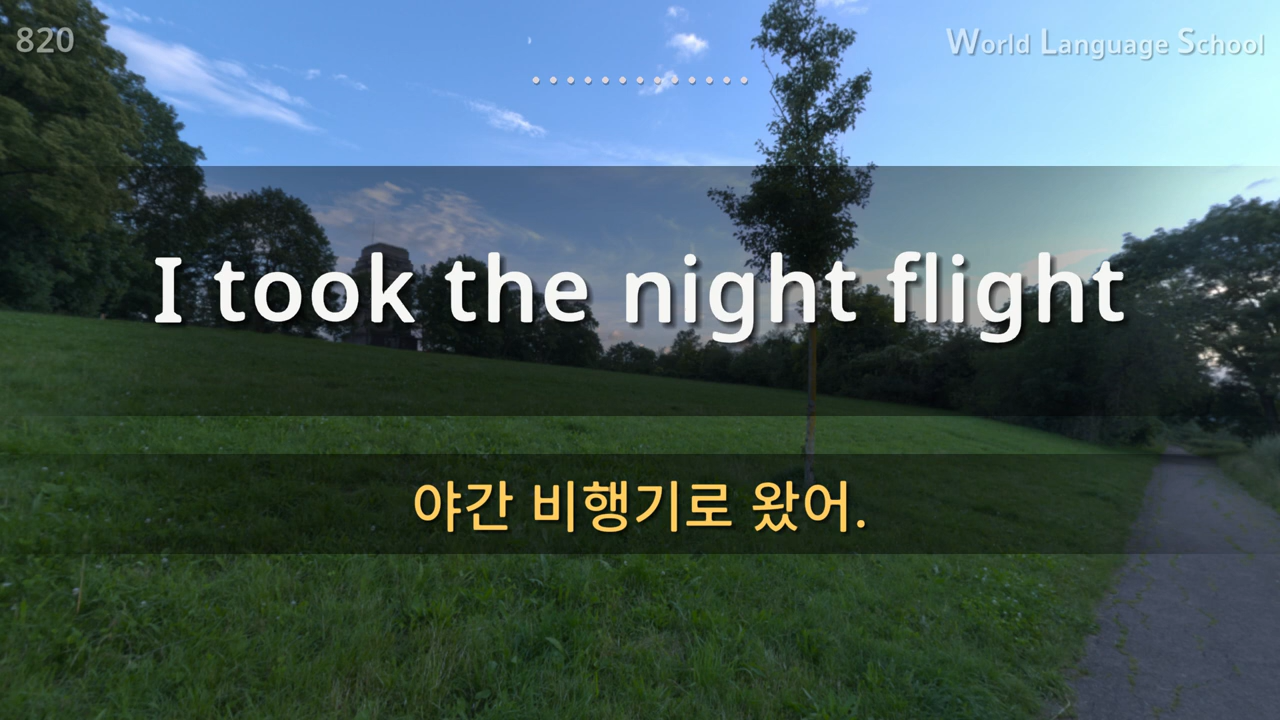 820
World Language School
I took the night flight
야간 비행기로 왔어.